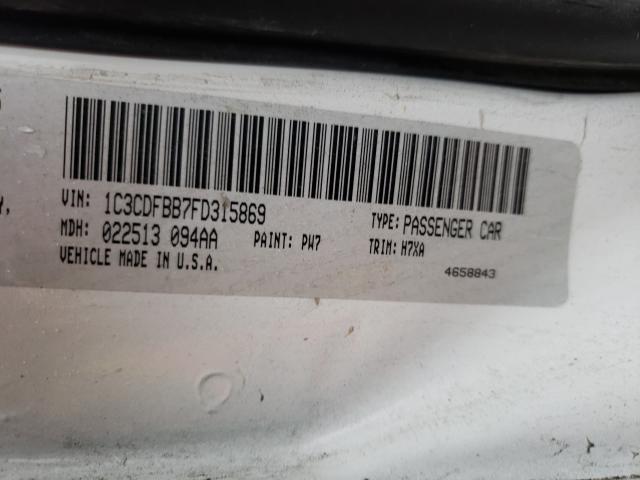 VIN: 1C3CDFBB7FD315869
TYPE: PASSENGER CAR
MDH: 022513 094AA
PAINT: PW7
TRIM: H7XA
VEHICLE MADE IN U.S.A.
4658843